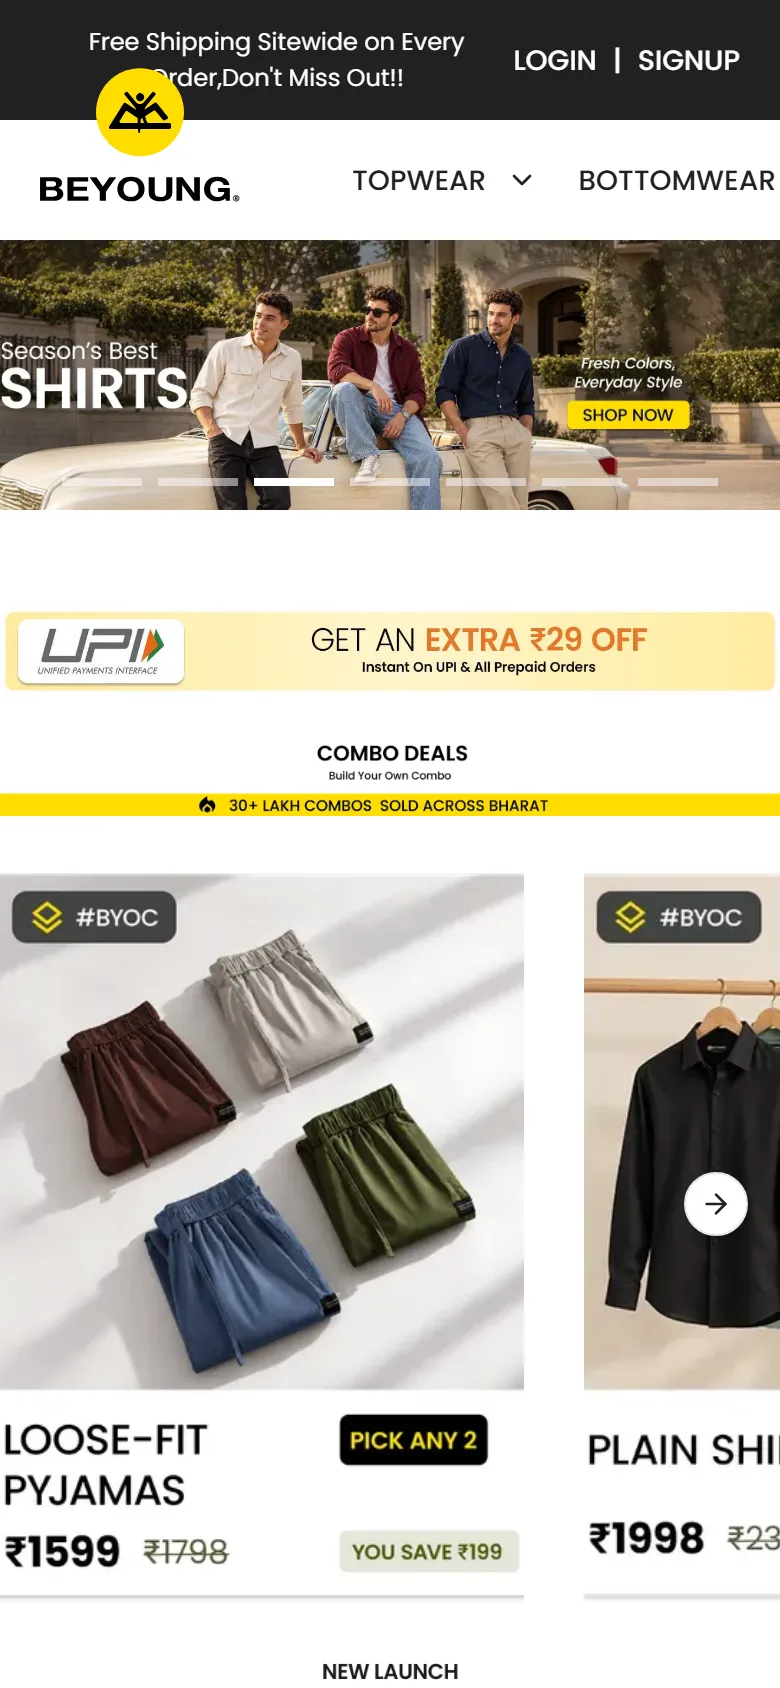 Free Shipping Sitewide on Every
Order,Don't Miss Out!!
LOGIN | SIGNUP
BEYOUNG®
TOPWEAR
BOTTOMWEAR
Season's Best
SHIRTS
Fresh Colors,
Everyday Style
SHOP NOW
UPI
UNIFIED PAYMENTS INTERFACE
GET AN EXTRA ₹29 OFF
Instant On UPI & All Prepaid Orders
COMBO DEALS
Build Your Own Combo
30+ LAKH COMBOS SOLD ACROSS BHARAT
#BYOC
LOOSE-FIT
PYJAMAS
PICK ANY 2
₹1599 ₹1798
YOU SAVE ₹199
#BYOC
PLAIN SHI
₹1998 ₹23
NEW LAUNCH